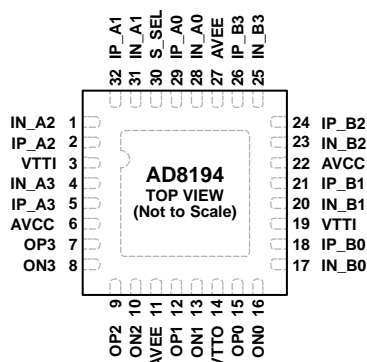 32 IP_A1
31 IN_A1
30 S_SEL
29 IP_A0
28 IN_A0
27 AVEE
26 IP_B3
25 IN_B3
IN_A2 1
IP_A2 2
VTTI 3
IN_A3 4
IP_A3 5
AVCC 6
OP3 7
ON3 8
AD8194
TOP VIEW
(Not to Scale)
24 IP_B2
23 IN_B2
22 AVCC
21 IP_B1
20 IN_B1
19 VTTI
18 IP_B0
17 IN_B0
OP2 9
ON2 10
AVEE 11
OP1 12
ON1 13
VTTO 14
OP0 15
ON0 16